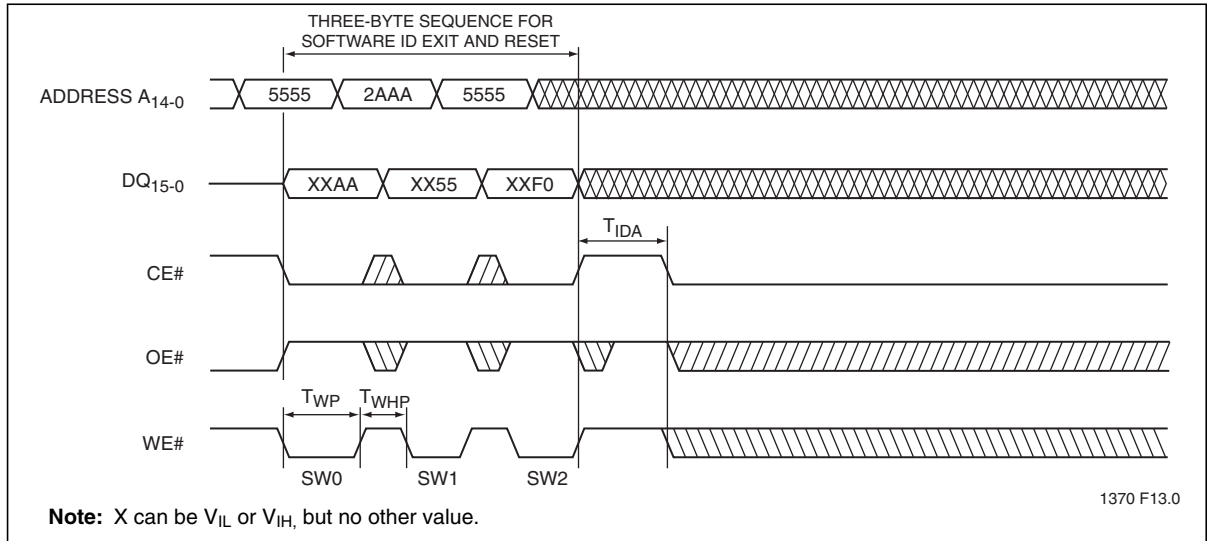 THREE-BYTE SEQUENCE FOR
SOFTWARE ID EXIT AND RESET
ADDRESS A14-0
5555 2AAA 5555
DQ15-0
XXAA XX55 XXF0
TIDA
CE#
OE#
TWP TWHP
WE#
SW0 SW1 SW2
1370 F13.0
Note: X can be VIL or VIH, but no other value.